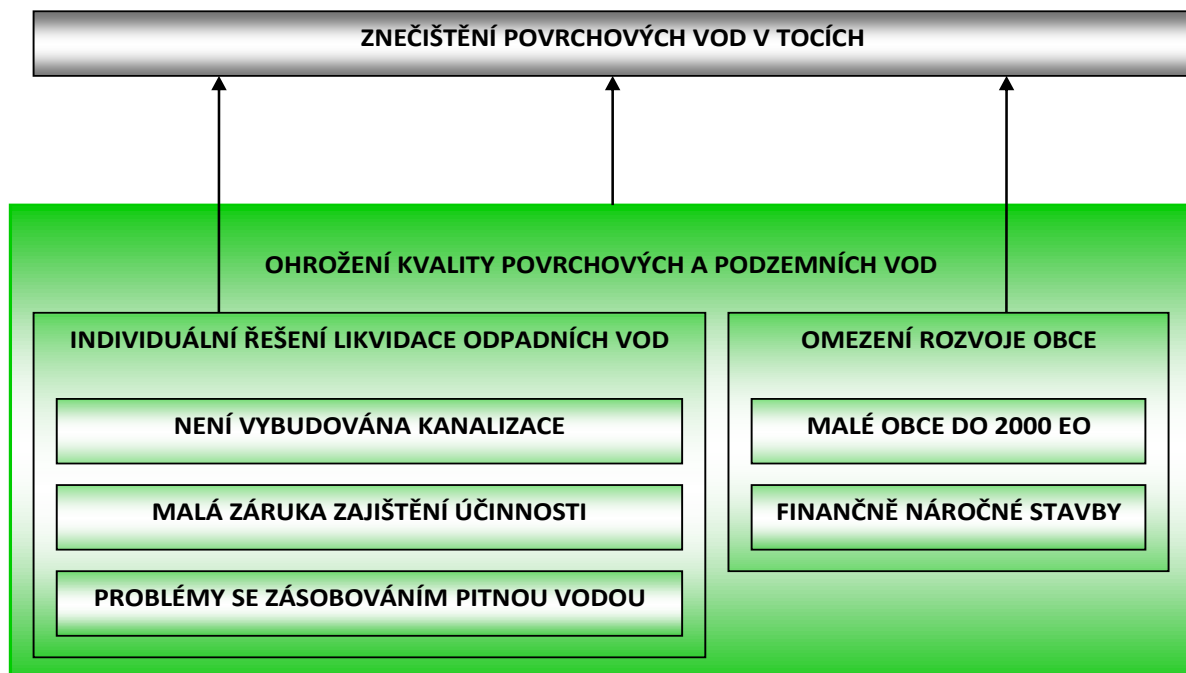 ZNEČIŠTĚNÍ POVRCHOVÝCH VOD V TOCÍCH
OHROŽENÍ KVALITY POVRCHOVÝCH A PODZEMNÍCH VOD
INDIVIDUÁLNÍ ŘEŠENÍ LIKVIDACE ODPADNÍCH VOD
NENÍ VYBUDOVÁNA KANALIZACE
MALÁ ZÁRUKA ZAJIŠTĚNÍ ÚČINNOSTI
PROBLÉMY SE ZÁSOBOVÁNÍM PITNOU VODOU
OMEZENÍ ROZVOJE OBCE
MALÉ OBCE DO 2000 EO
FINANČNĚ NÁROČNÉ STAVBY